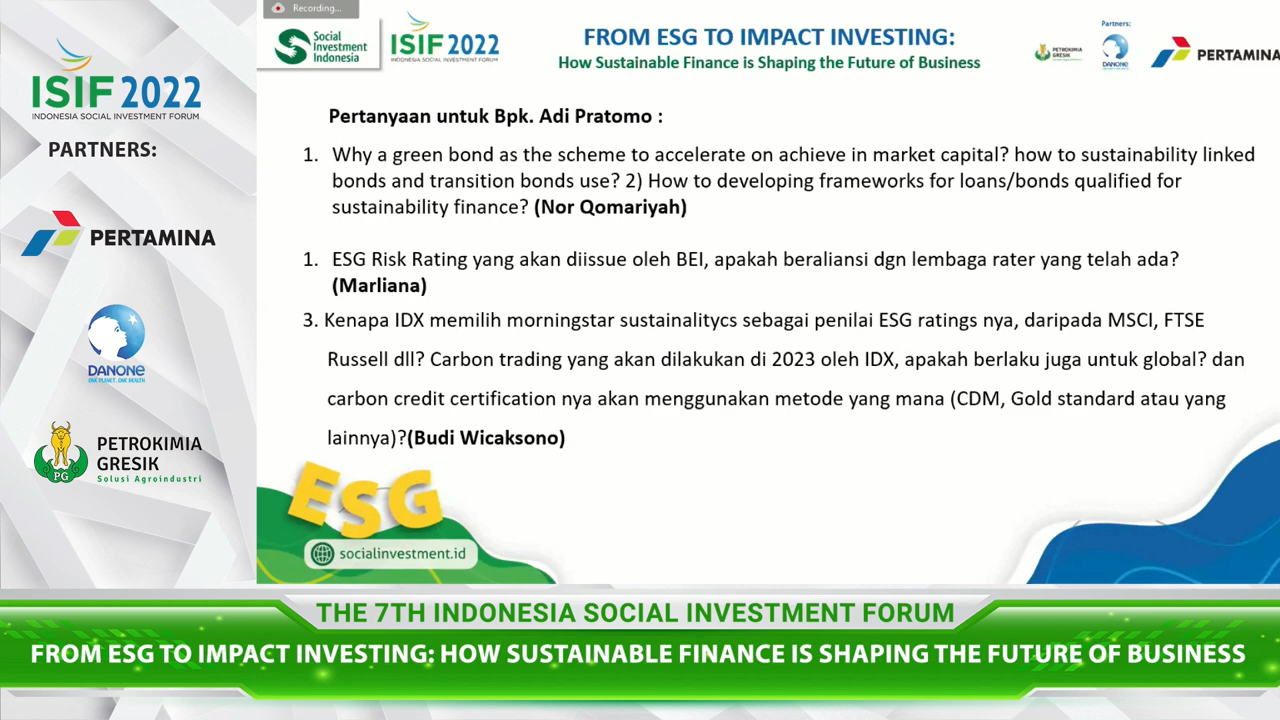 Recording...
ISIF 2022
INDONESIA SOCIAL INVESTMENT FORUM
PARTNERS:
PERTAMINA
DANONE
ONE PLANET. ONE HEALTH
PETROKIMIA
GRESIK
Solusi Agroindustri
PG
Social
Investment
Indonesia
ISIF 2022
INDONESIA SOCIAL INVESTMENT FORUM
FROM ESG TO IMPACT INVESTING:
How Sustainable Finance is Shaping the Future of Business
Partners:
PETROKIMIA
GRESIK
DANONE
PERTAMINA
Pertanyaan untuk Bpk. Adi Pratomo :
1. Why a green bond as the scheme to accelerate on achieve in market capital? how to sustainability linked
bonds and transition bonds use? 2) How to developing frameworks for loans/bonds qualified for
sustainability finance? (Nor Qomariyah)
1. ESG Risk Rating yang akan diissue oleh BEI, apakah beraliansi dgn lembaga rater yang telah ada?
(Marliana)
3. Kenapa IDX memilih morningstar sustainalitycs sebagai penilai ESG ratings nya, daripada MSCI, FTSE
Russell dll? Carbon trading yang akan dilakukan di 2023 oleh IDX, apakah berlaku juga untuk global? dan
carbon credit certification nya akan menggunakan metode yang mana (CDM, Gold standard atau yang
lainnya)?(Budi Wicaksono)
ESG
socialinvestment.id
THE 7TH INDONESIA SOCIAL INVESTMENT FORUM
FROM ESG TO IMPACT INVESTING: HOW SUSTAINABLE FINANCE IS SHAPING THE FUTURE OF BUSINESS